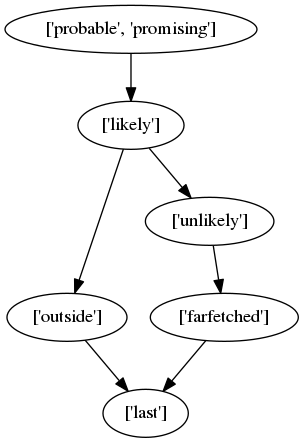 ['probable', 'promising']
['likely']
['unlikely']
['outside']
['farfetched']
['last']